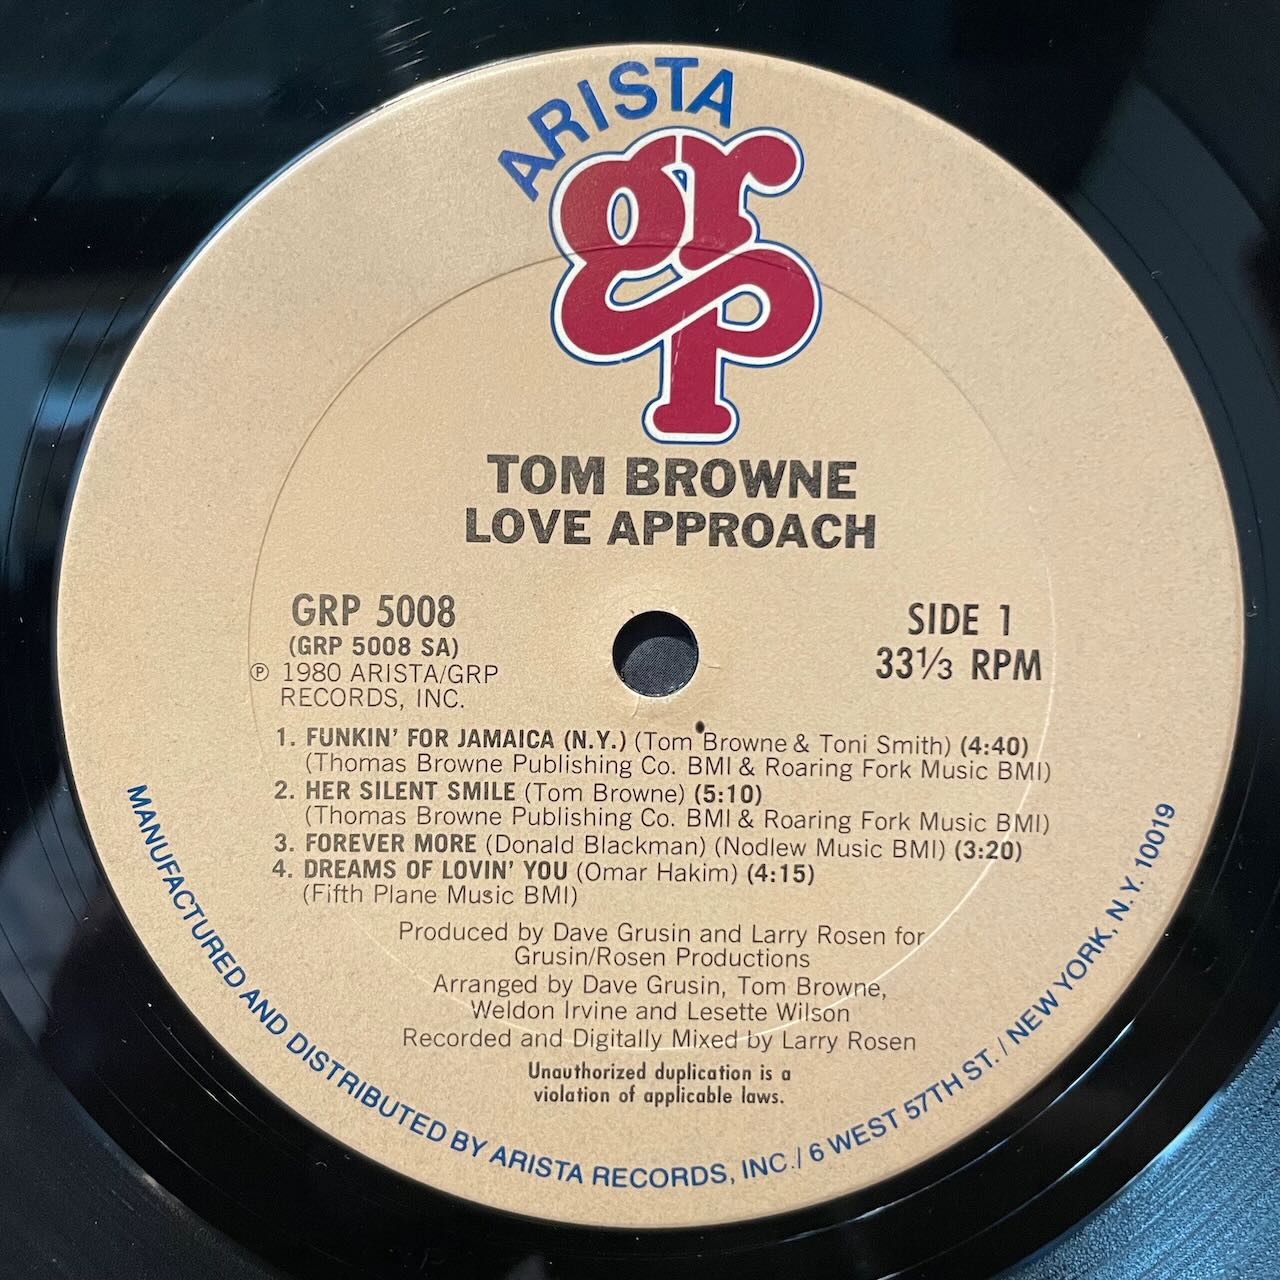 ARISTA
grp
TOM BROWNE
LOVE APPROACH
GRP 5008
(GRP 5008 SA)
℗ 1980 ARISTA/GRP
RECORDS, INC.
SIDE 1
33⅓ RPM
1. FUNKIN' FOR JAMAICA (N.Y.) (Tom Browne & Toni Smith) (4:40)
(Thomas Browne Publishing Co. BMI & Roaring Fork Music BMI)
2. HER SILENT SMILE (Tom Browne) (5:10)
(Thomas Browne Publishing Co. BMI & Roaring Fork Music BMI)
3. FOREVER MORE (Donald Blackman) (Nodlew Music BMI) (3:20)
4. DREAMS OF LOVIN' YOU (Omar Hakim) (4:15)
(Fifth Plane Music BMI)
Produced by Dave Grusin and Larry Rosen for
Grusin/Rosen Productions
Arranged by Dave Grusin, Tom Browne,
Weldon Irvine and Lesette Wilson
Recorded and Digitally Mixed by Larry Rosen
Unauthorized duplication is a
violation of applicable laws.
MANUFACTURED AND DISTRIBUTED BY ARISTA RECORDS, INC./ 6 WEST 57TH ST. / NEW YORK, N.Y. 10019